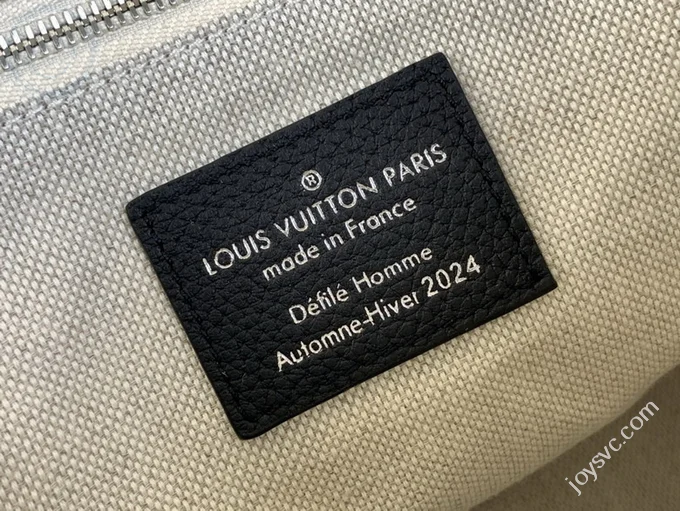 ®
LOUIS VUITTON PARIS
made in France
Défilé Homme
Automne-Hiver 2024
joysvc.com